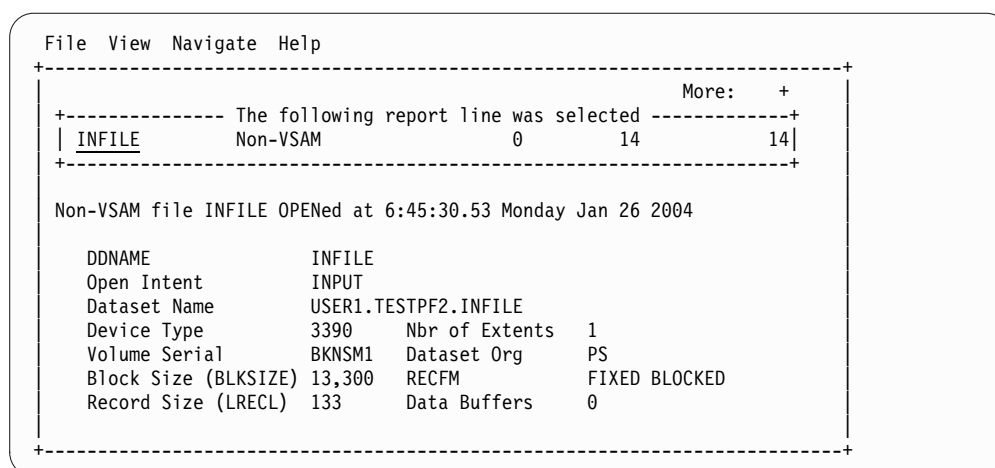 File View Navigate Help
More: +
The following report line was selected
INFILE Non-VSAM 0 14 14
Non-VSAM file INFILE OPENed at 6:45:30.53 Monday Jan 26 2004
DDNAME INFILE
Open Intent INPUT
Dataset Name USER1.TESTPF2.INFILE
Device Type 3390 Nbr of Extents 1
Volume Serial BKNSM1 Dataset Org PS
Block Size (BLKSIZE) 13,300 RECFM FIXED BLOCKED
Record Size (LRECL) 133 Data Buffers 0